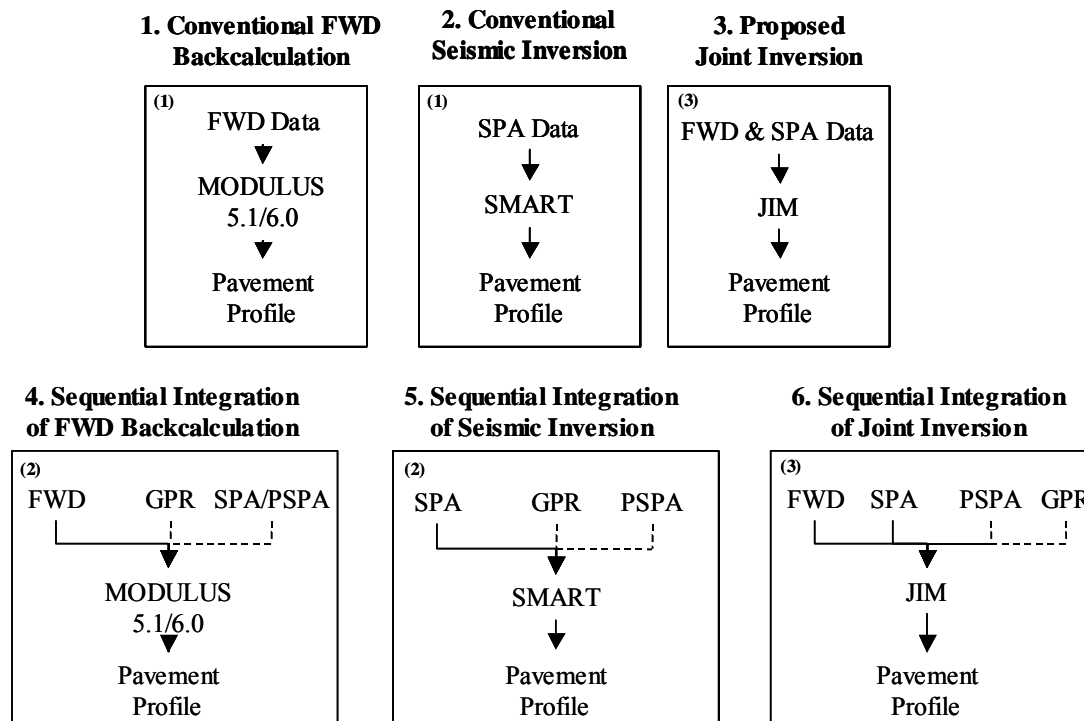 1. Conventional FWD
Backcalculation
(1)
FWD Data
MODULUS
5.1/6.0
Pavement
Profile
2. Conventional
Seismic Inversion
(1)
SPA Data
SMART
Pavement
Profile
3. Proposed
Joint Inversion
(3)
FWD & SPA Data
JIM
Pavement
Profile
4. Sequential Integration
of FWD Backcalculation
(2)
FWD GPR SPA/PSPA
MODULUS
5.1/6.0
Pavement
Profile
5. Sequential Integration
of Seismic Inversion
(2)
SPA GPR PSPA
SMART
Pavement
Profile
6. Sequential Integration
of Joint Inversion
(3)
FWD SPA PSPA GPR
JIM
Pavement
Profile